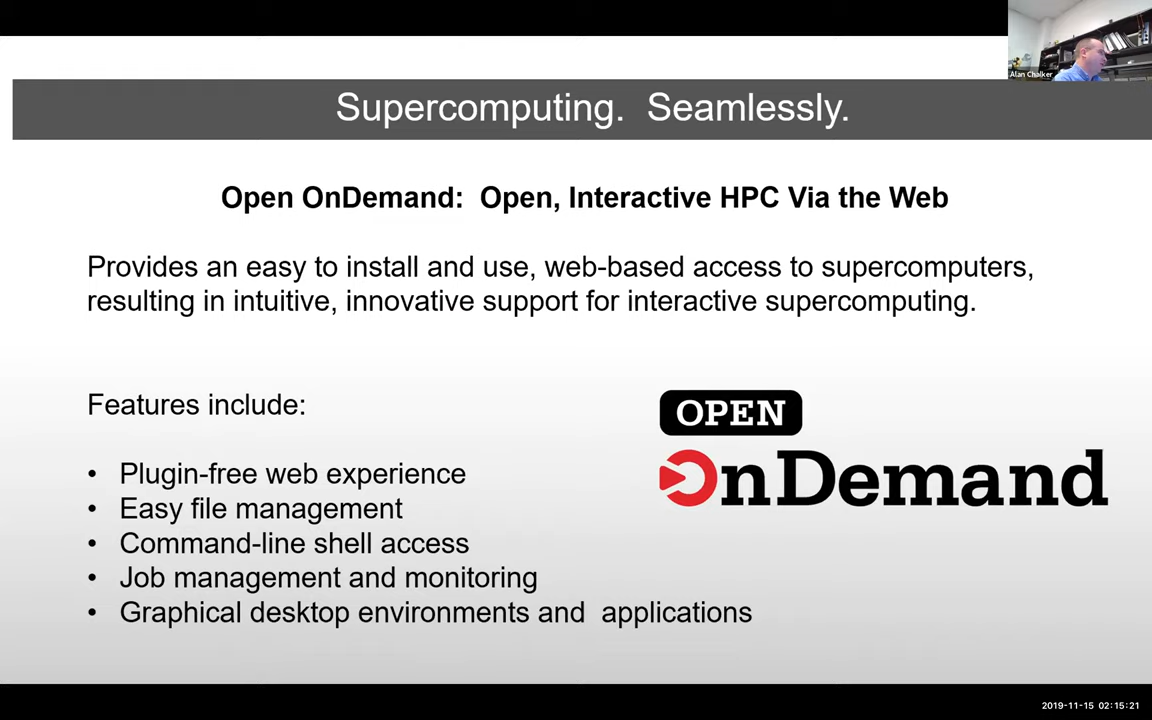 Alan Chalker
Supercomputing. Seamlessly.
Open OnDemand: Open, Interactive HPC Via the Web
Provides an easy to install and use, web-based access to supercomputers,
resulting in intuitive, innovative support for interactive supercomputing.
Features include:
• Plugin-free web experience
• Easy file management
• Command-line shell access
• Job management and monitoring
• Graphical desktop environments and applications
OPEN
OnDemand
2019-11-15 02:15:21